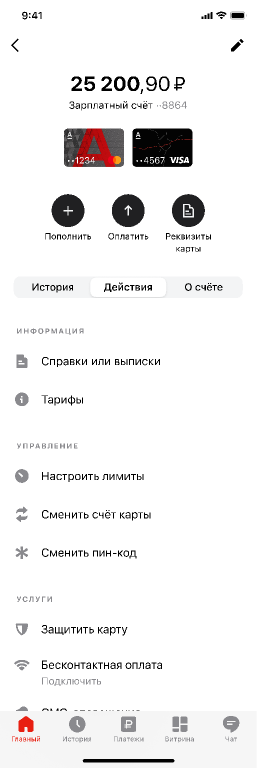 9:41
25 200,90 ₽
Зарплатный счёт ··8864
A A
··1234 ··4567 VISA
Пополнить Оплатить Реквизиты
карты
История Действия О счёте
ИНФОРМАЦИЯ
Справки или выписки
Тарифы
УПРАВЛЕНИЕ
Настроить лимиты
Сменить счёт карты
Сменить пин-код
УСЛУГИ
Защитить карту
Бесконтактная оплата
Подключить
Главный История Платежи Витрина Чат